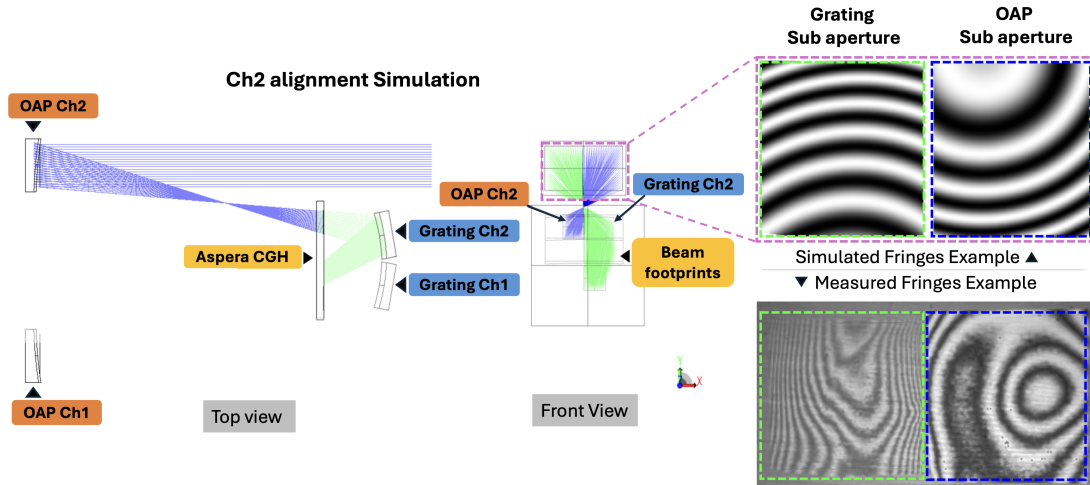 Ch2 alignment Simulation
OAP Ch2
Aspera CGH
Grating Ch2
Grating Ch1
OAP Ch1
Top view
OAP Ch2
Grating Ch2
Beam
footprints
Front View
Y
X
Grating
Sub aperture
OAP
Sub aperture
Simulated Fringes Example ▲
▼ Measured Fringes Example